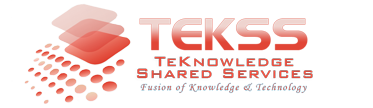 TEKSS
TEKNOWLEDGE
SHARED SERVICES
Fusion of Knowledge & Technology